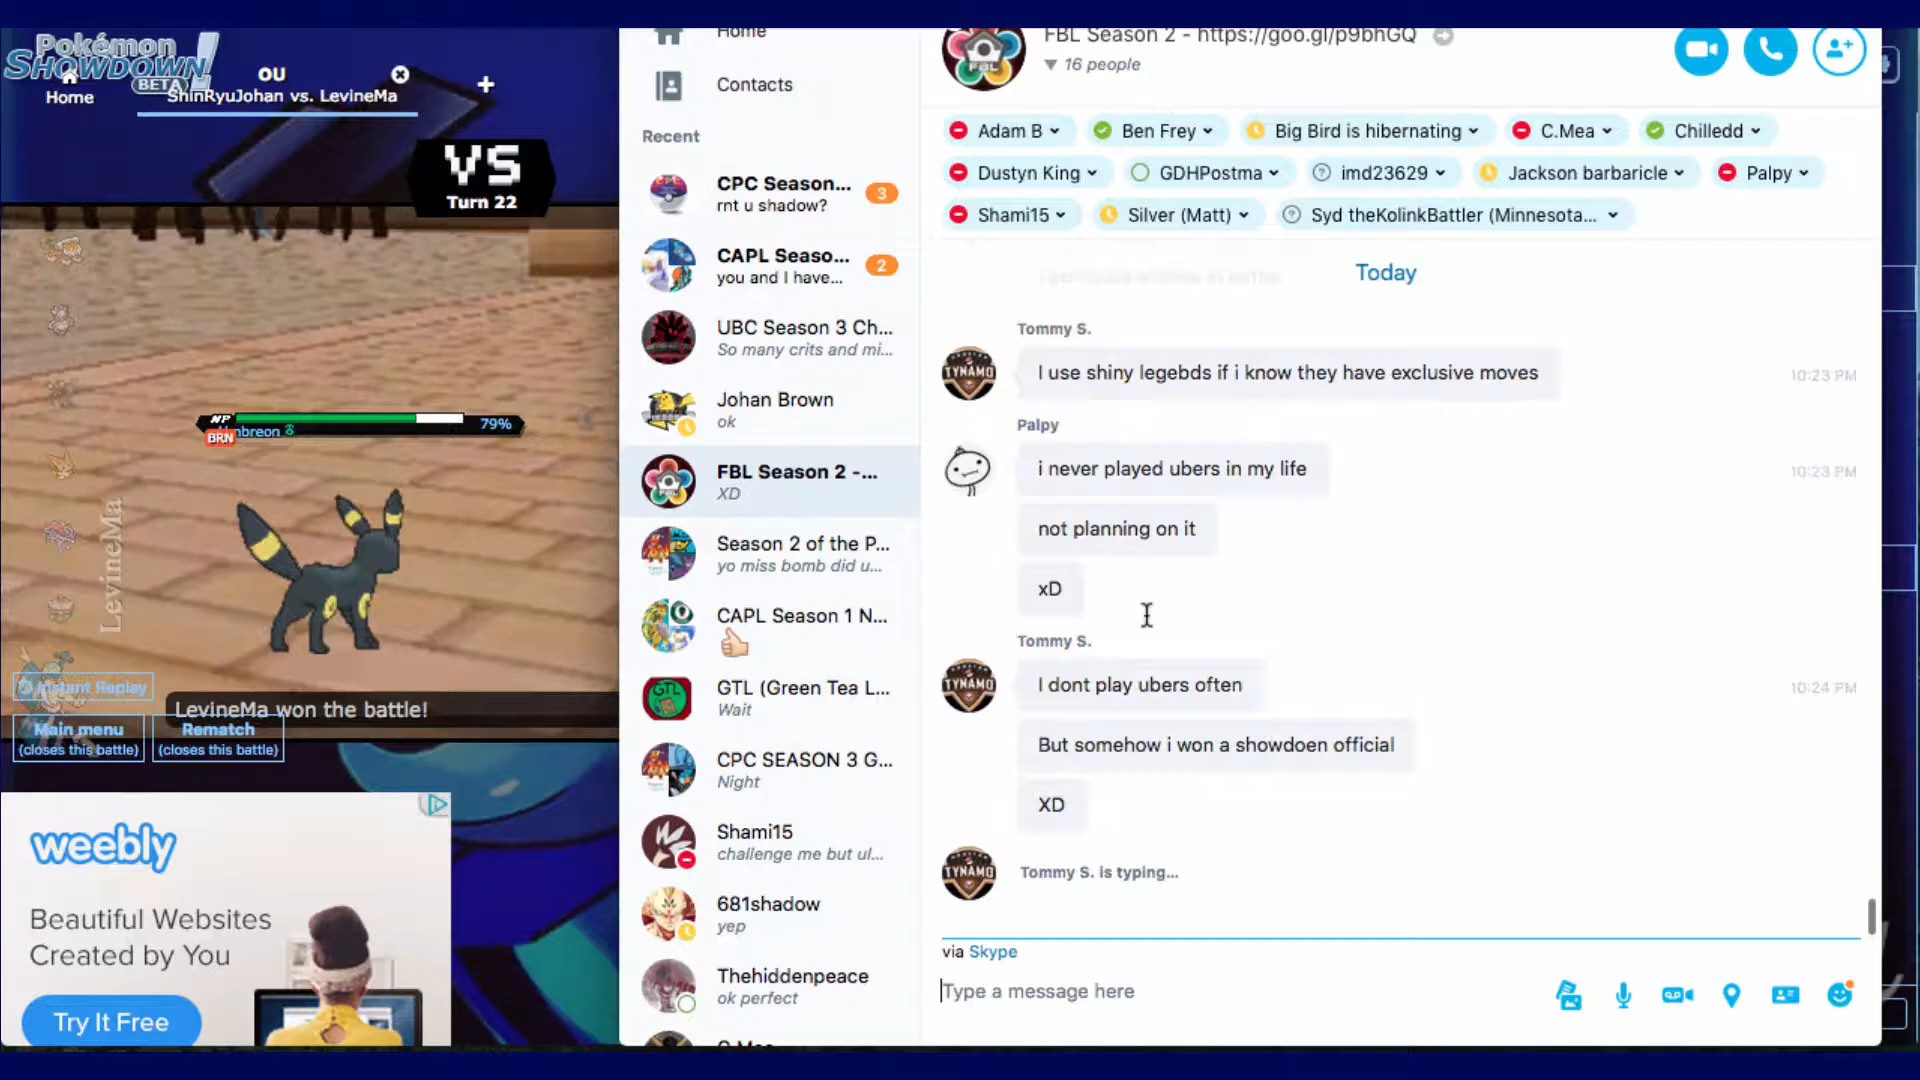 Pokémon
SHOWDOWN!
BETA
Home
OU
ShinRyuJohan vs. LevineMa
VS
Turn 22
79%
BRN
LevineMa
Instant Replay
LevineMa won the battle!
Main menu
(closes this battle)
Rematch
(closes this battle)
weebly
Beautiful Websites
Created by You
Try It Free
Home
Contacts
Recent
CPC Season...
rnt u shadow?
3
CAPL Seaso...
you and I have...
2
UBC Season 3 Ch...
So many crits and mi...
Johan Brown
ok
FBL Season 2 -...
XD
Season 2 of the P...
yo miss bomb did u...
CAPL Season 1 N...
GTL (Green Tea L...
Wait
CPC SEASON 3 G...
Night
Shami15
challenge me but ul...
681shadow
yep
Thehiddenpeace
ok perfect
FBL Season 2 - https://goo.gl/p9bhGQ
16 people
Adam B
Ben Frey
Big Bird is hibernating
C.Mea
Chilledd
Dustyn King
GDHPostma
imd23629
Jackson barbaricle
Palpy
Shami15
Silver (Matt)
Syd theKolinkBattler (Minnesota...
Today
Tommy S.
I use shiny legebds if i know they have exclusive moves
10:23 PM
Palpy
i never played ubers in my life
10:23 PM
not planning on it
xD
Tommy S.
I dont play ubers often
10:24 PM
But somehow i won a showdoen official
XD
Tommy S. is typing...
via Skype
Type a message here